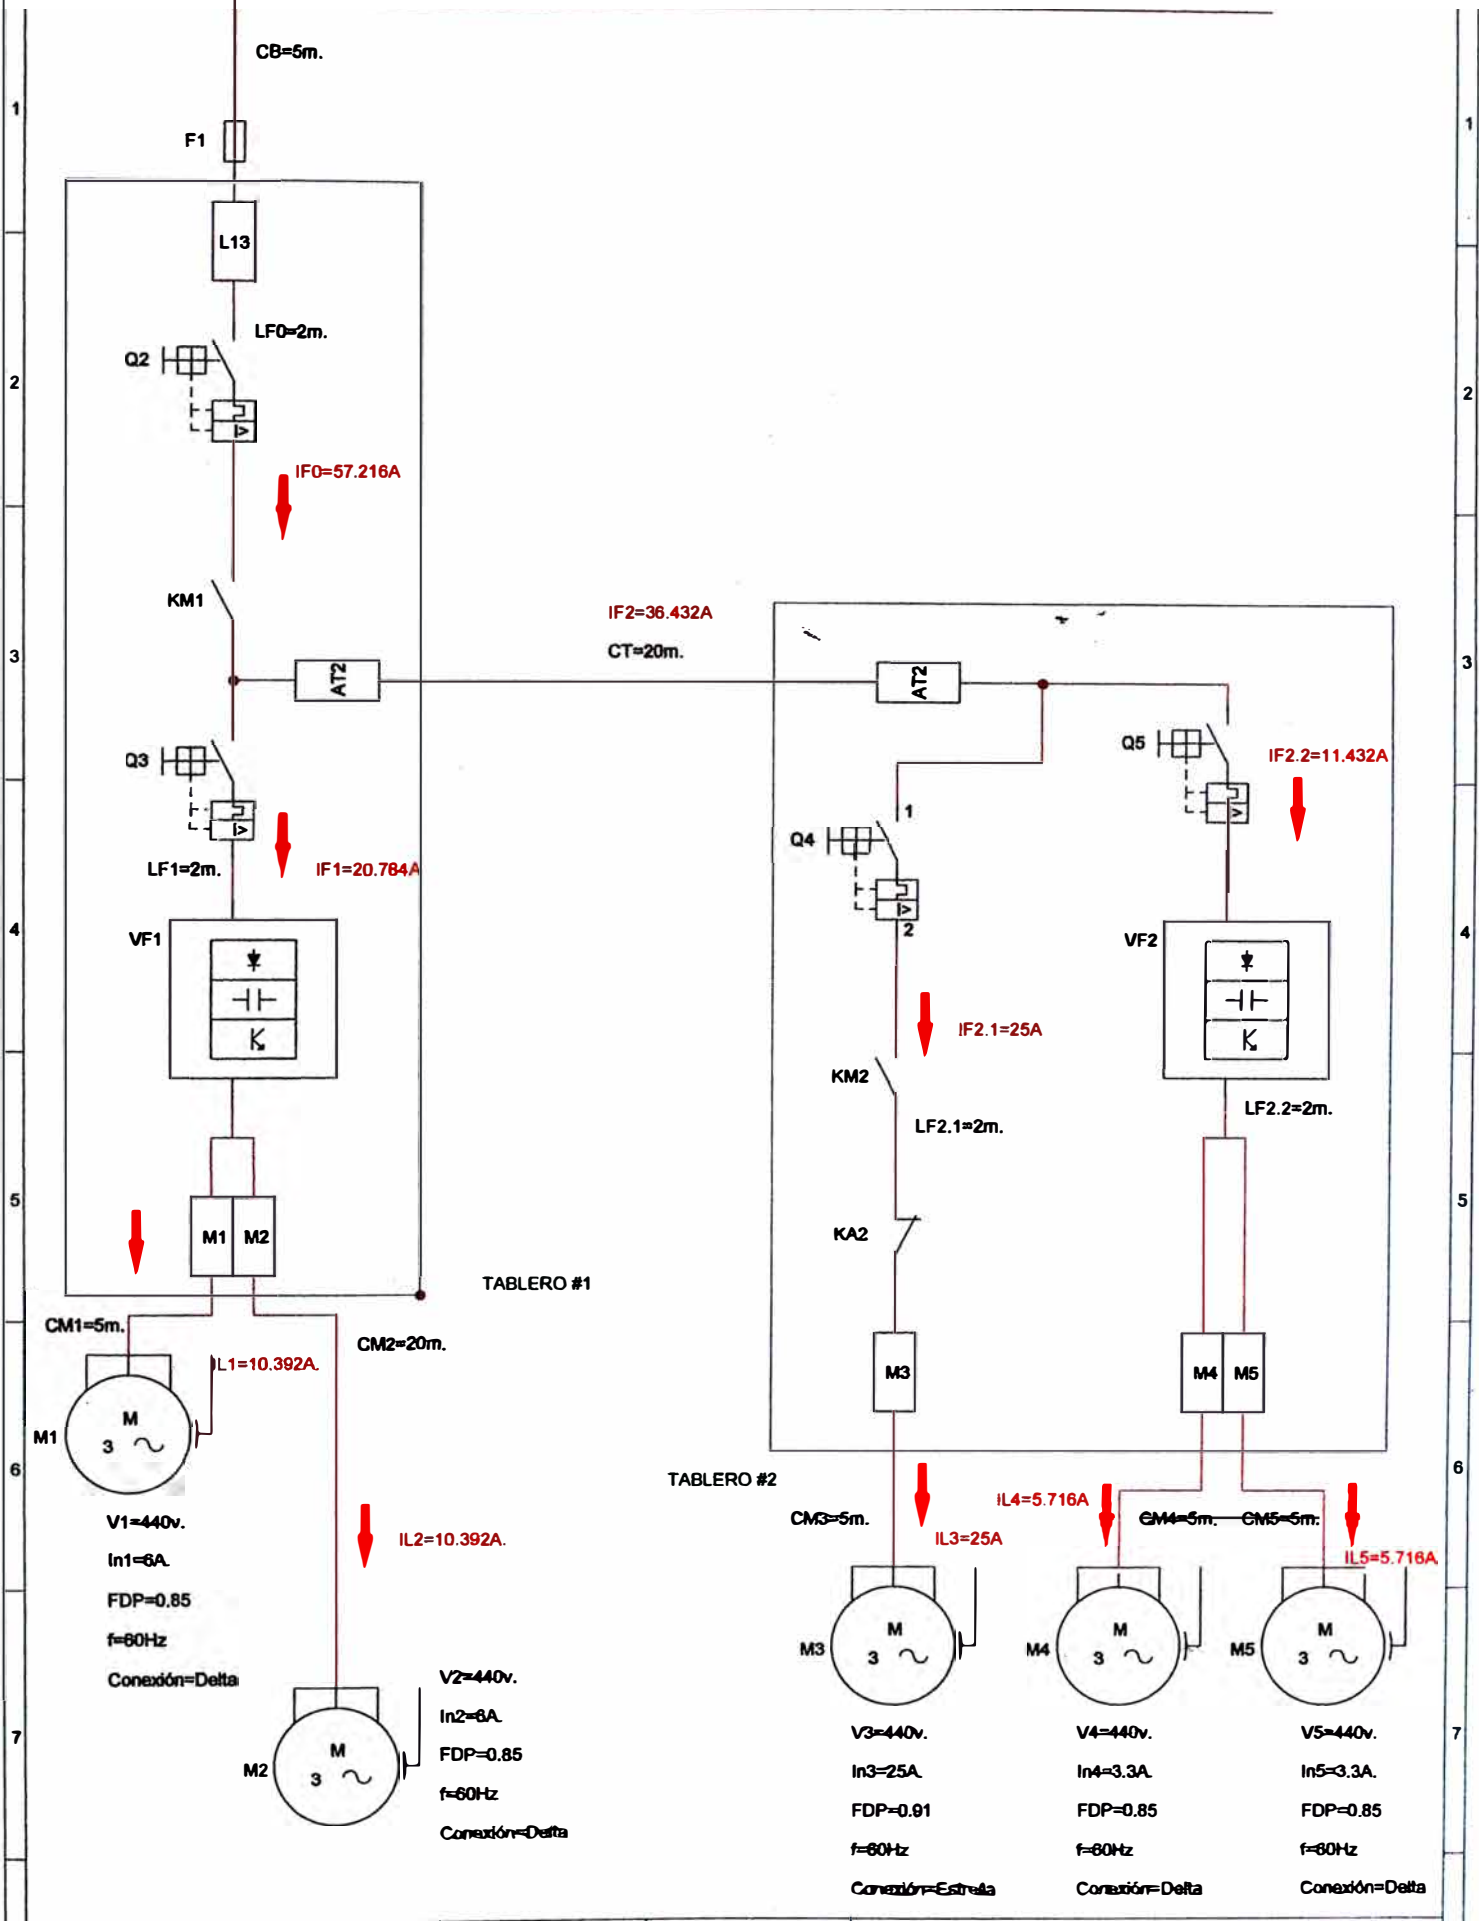 CB=5m.
1
1
F1
L13
LF0=2m.
Q2
2
2
IF0=57.216A
KM1
IF2=36.432A
CT=20m.
3
3
AT2
AT2
Q3
Q5
IF2.2=11.432A
1
Q4
LF1=2m.
IF1=20.784A
2
4
4
VF1
VF2
IF2.1=25A
KM2
LF2.1=2m.
LF2.2=2m.
5
5
M1
M2
KA2
TABLERO #1
CM1=5m.
CM2=20m.
IL1=10.392A.
M3
M4
M5
M
3
M1
6
6
TABLERO #2
CM3=5m.
IL4=5.716A
CM4=5m.
CM5=5m.
V1=440v.
In1=6A.
FDP=0.85
f=60Hz
Conexión=Delta
IL2=10.392A.
IL3=25A
IL5=5.716A.
M
3
M3
M
3
M4
M
3
M5
V2=440v.
In2=6A.
FDP=0.85
f=60Hz
Conexión=Delta
M
3
M2
7
7
V3=440v.
In3=25A.
FDP=0.91
f=60Hz
Conexión=Estrella
V4=440v.
In4=3.3A.
FDP=0.85
f=60Hz
Conexión=Delta
V5=440v.
In5=3.3A.
FDP=0.85
f=60Hz
Conexión=Delta